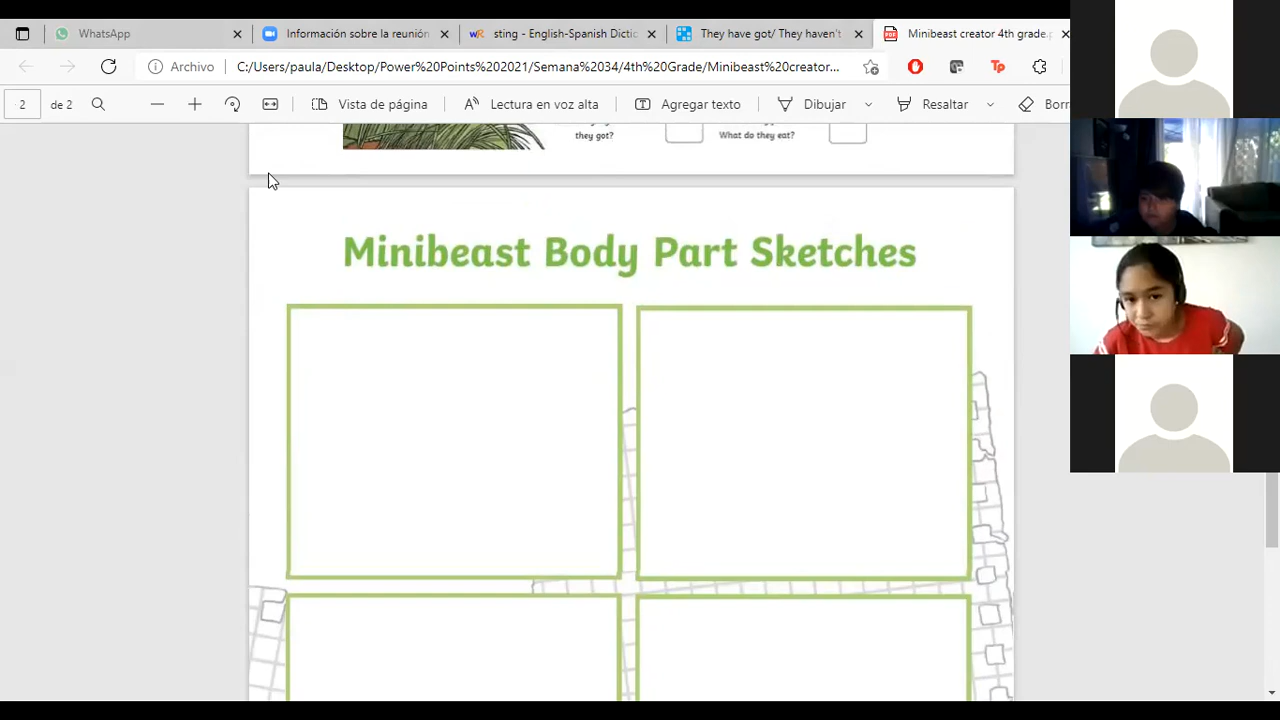 WhatsApp
Información sobre la reunión
sting - English-Spanish Dictic
They have got/ They haven't
Minibeast creator 4th grade.p
Archivo
C:/Users/paula/Desktop/Power%20Points%202021/Semana%2034/4th%20Grade/Minibeast%20creator...
2
de 2
Vista de página
Lectura en voz alta
Agregar texto
Dibujar
Resaltar
Borr
they got?
What do they eat?
Minibeast Body Part Sketches